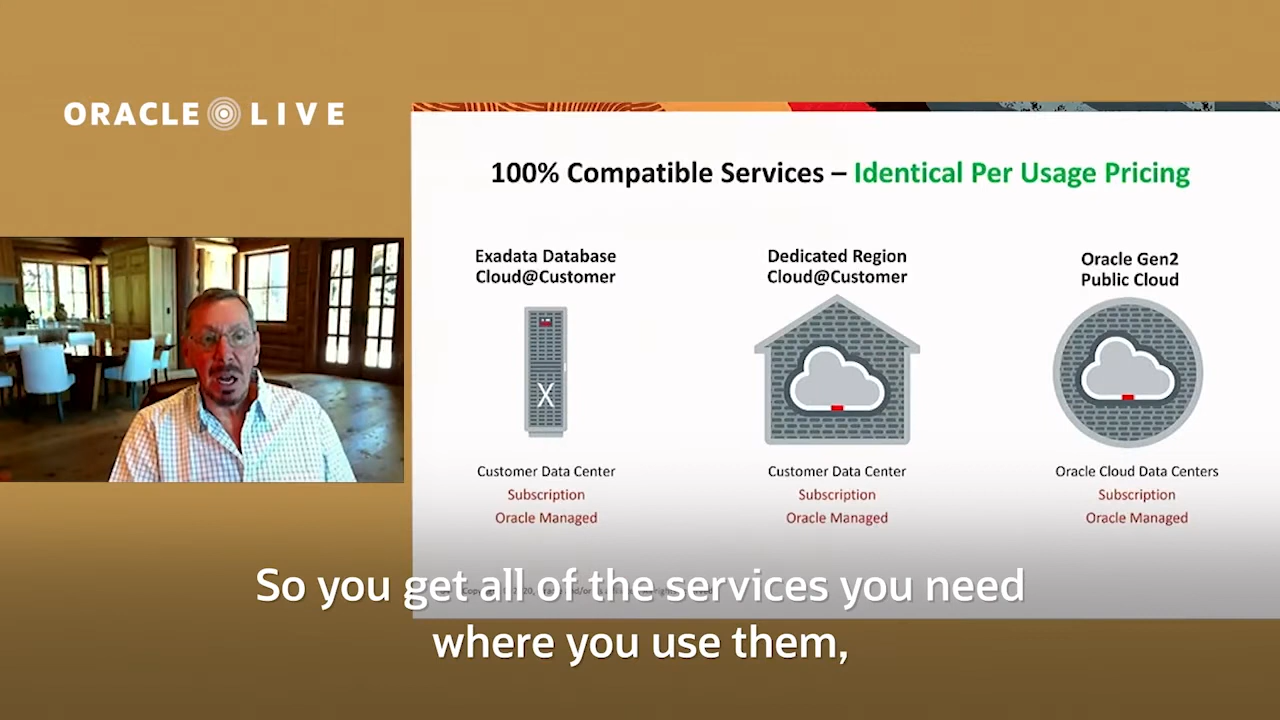 ORACLE LIVE
100% Compatible Services – Identical Per Usage Pricing
Exadata Database
Cloud@Customer
Dedicated Region
Cloud@Customer
Oracle Gen2
Public Cloud
X
Customer Data Center
Subscription
Oracle Managed
Customer Data Center
Subscription
Oracle Managed
Oracle Cloud Data Centers
Subscription
Oracle Managed
So you get all of the services you need
where you use them,